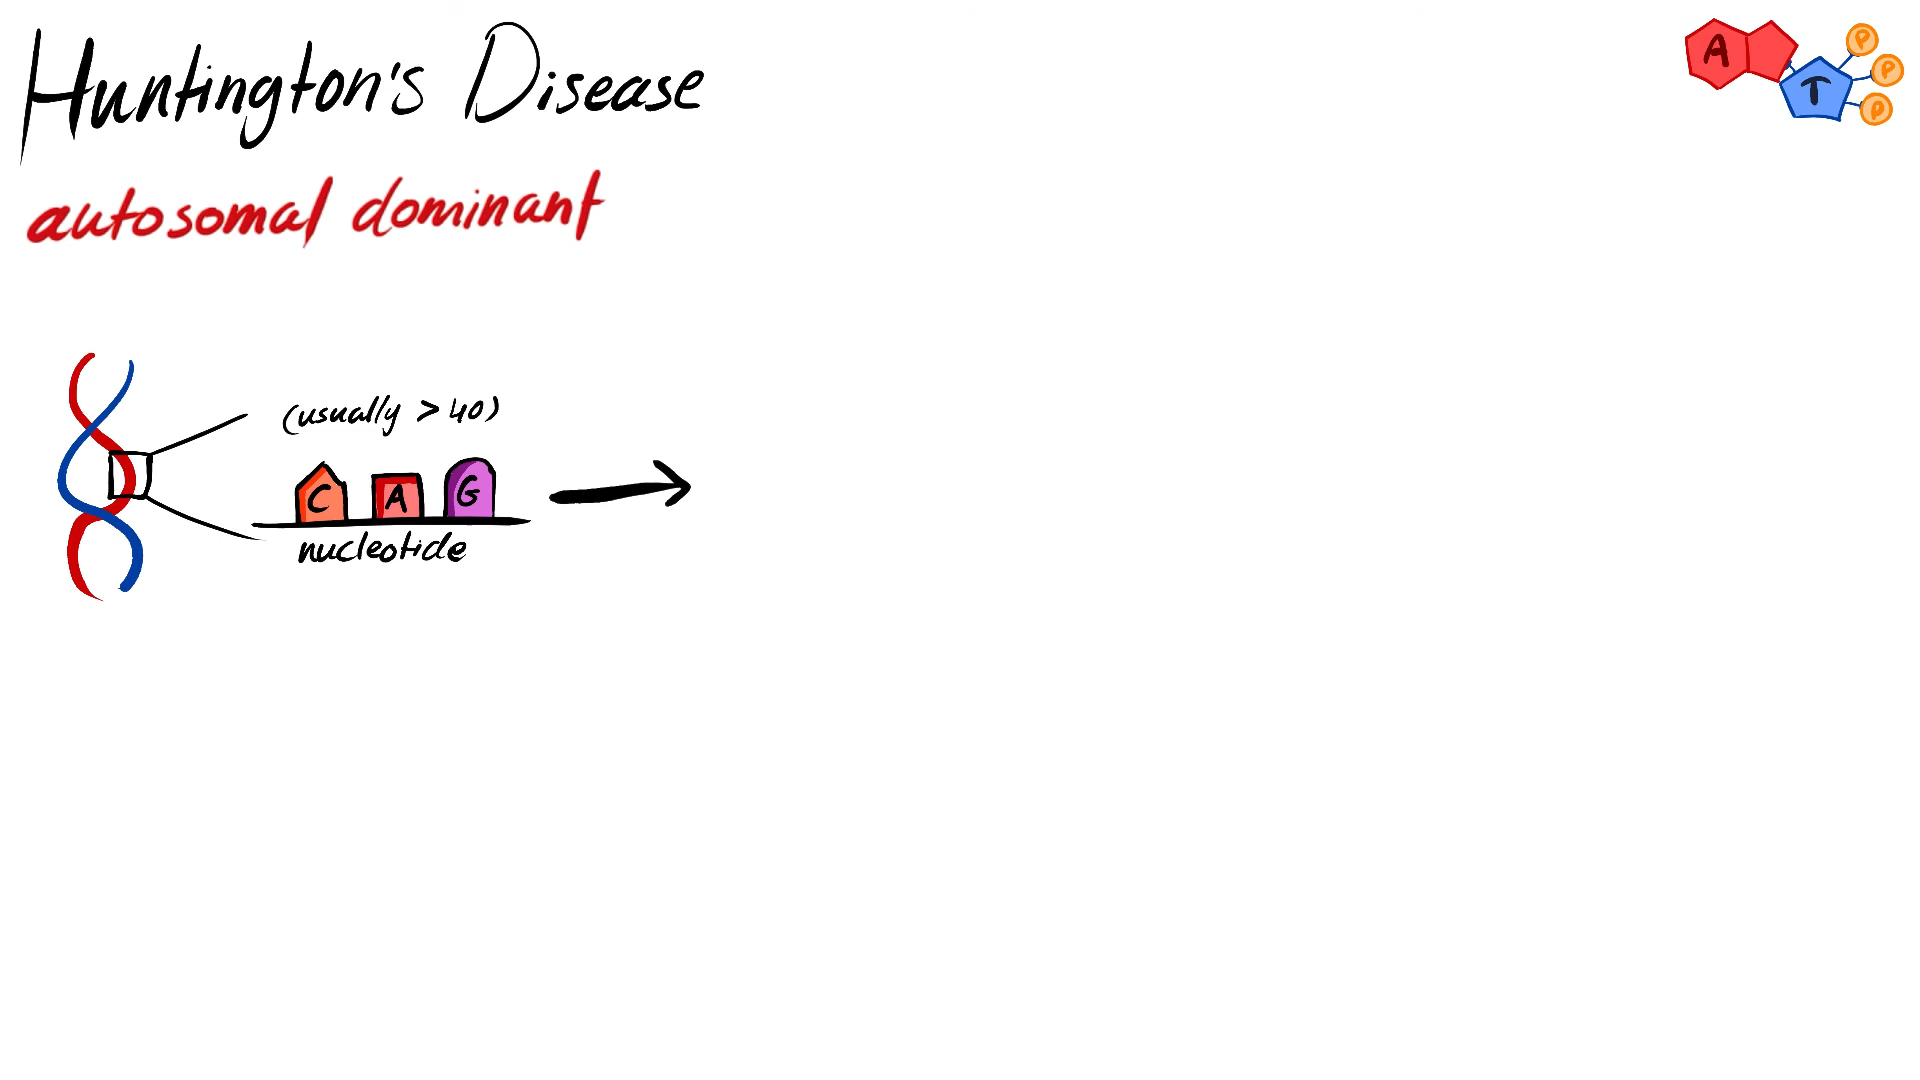 Huntington's Disease
autosomal dominant
(usually > 40)
C A G
nucleotide
A
T
P
P
P